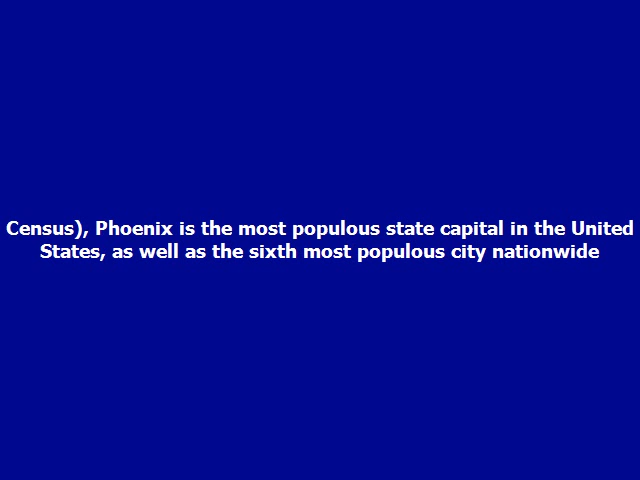 Census), Phoenix is the most populous state capital in the United
States, as well as the sixth most populous city nationwide